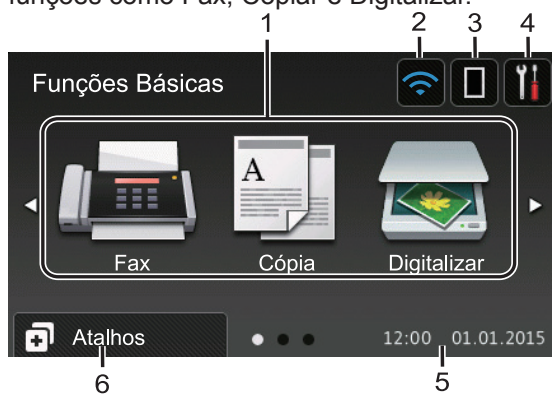 funções como Fax, Copiar e Digitalizar.
1 2 3 4
Funções Básicas
A
Fax Cópia Digitalizar
Atalhos
12:00 01.01.2015
6 5